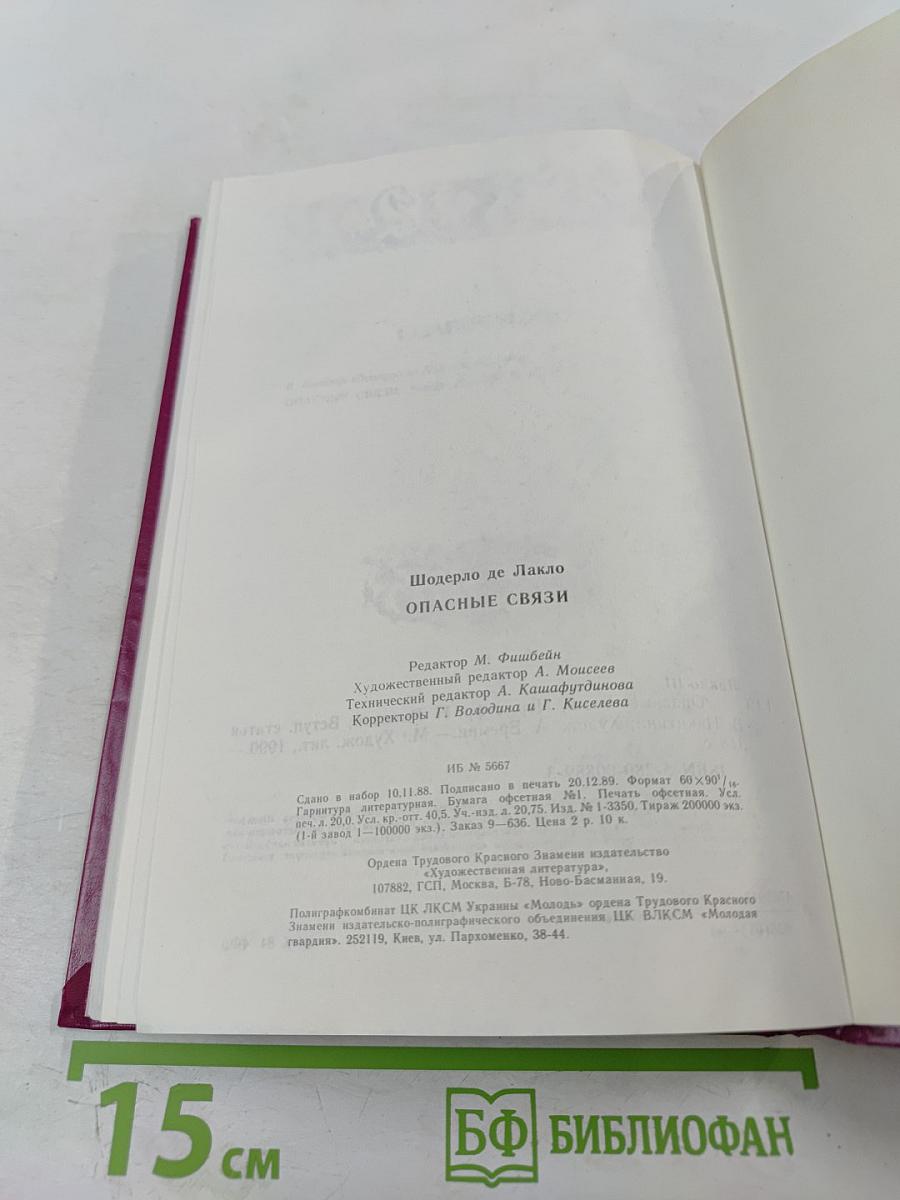 Шодерло де Лакло
ОПАСНЫЕ СВЯЗИ
Редактор М. Фишбейн
Художественный редактор А. Моисеев
Технический редактор А. Кашафутдинова
Корректоры Г. Володина и Г. Киселева
ИБ № 5667
Сдано в набор 10.11.88. Подписано в печать 20.12.89. Формат 60×90¹/₁₆.
Гарнитура литературная. Бумага офсетная №1. Печать офсетная. Усл.
печ. л. 20,0. Усл. кр.-отт. 40,5. Уч.-изд. л. 20,75. Изд. № 1-3350. Тираж 200000 экз.
(1-й завод 1—100000 экз.). Заказ 9—636. Цена 2 р. 10 к.
Ордена Трудового Красного Знамени издательство
«Художественная литература»,
107882, ГСП, Москва, Б-78, Ново-Басманная, 19.
Полиграфкомбинат ЦК ЛКСМ Украины «Молодь» ордена Трудового Красного
Знамени издательско-полиграфического объединения ЦК ВЛКСМ «Молодая
гвардия». 252119, Киев, ул. Пархоменко, 38-44.
15 см
БФ БИБЛИОФАН